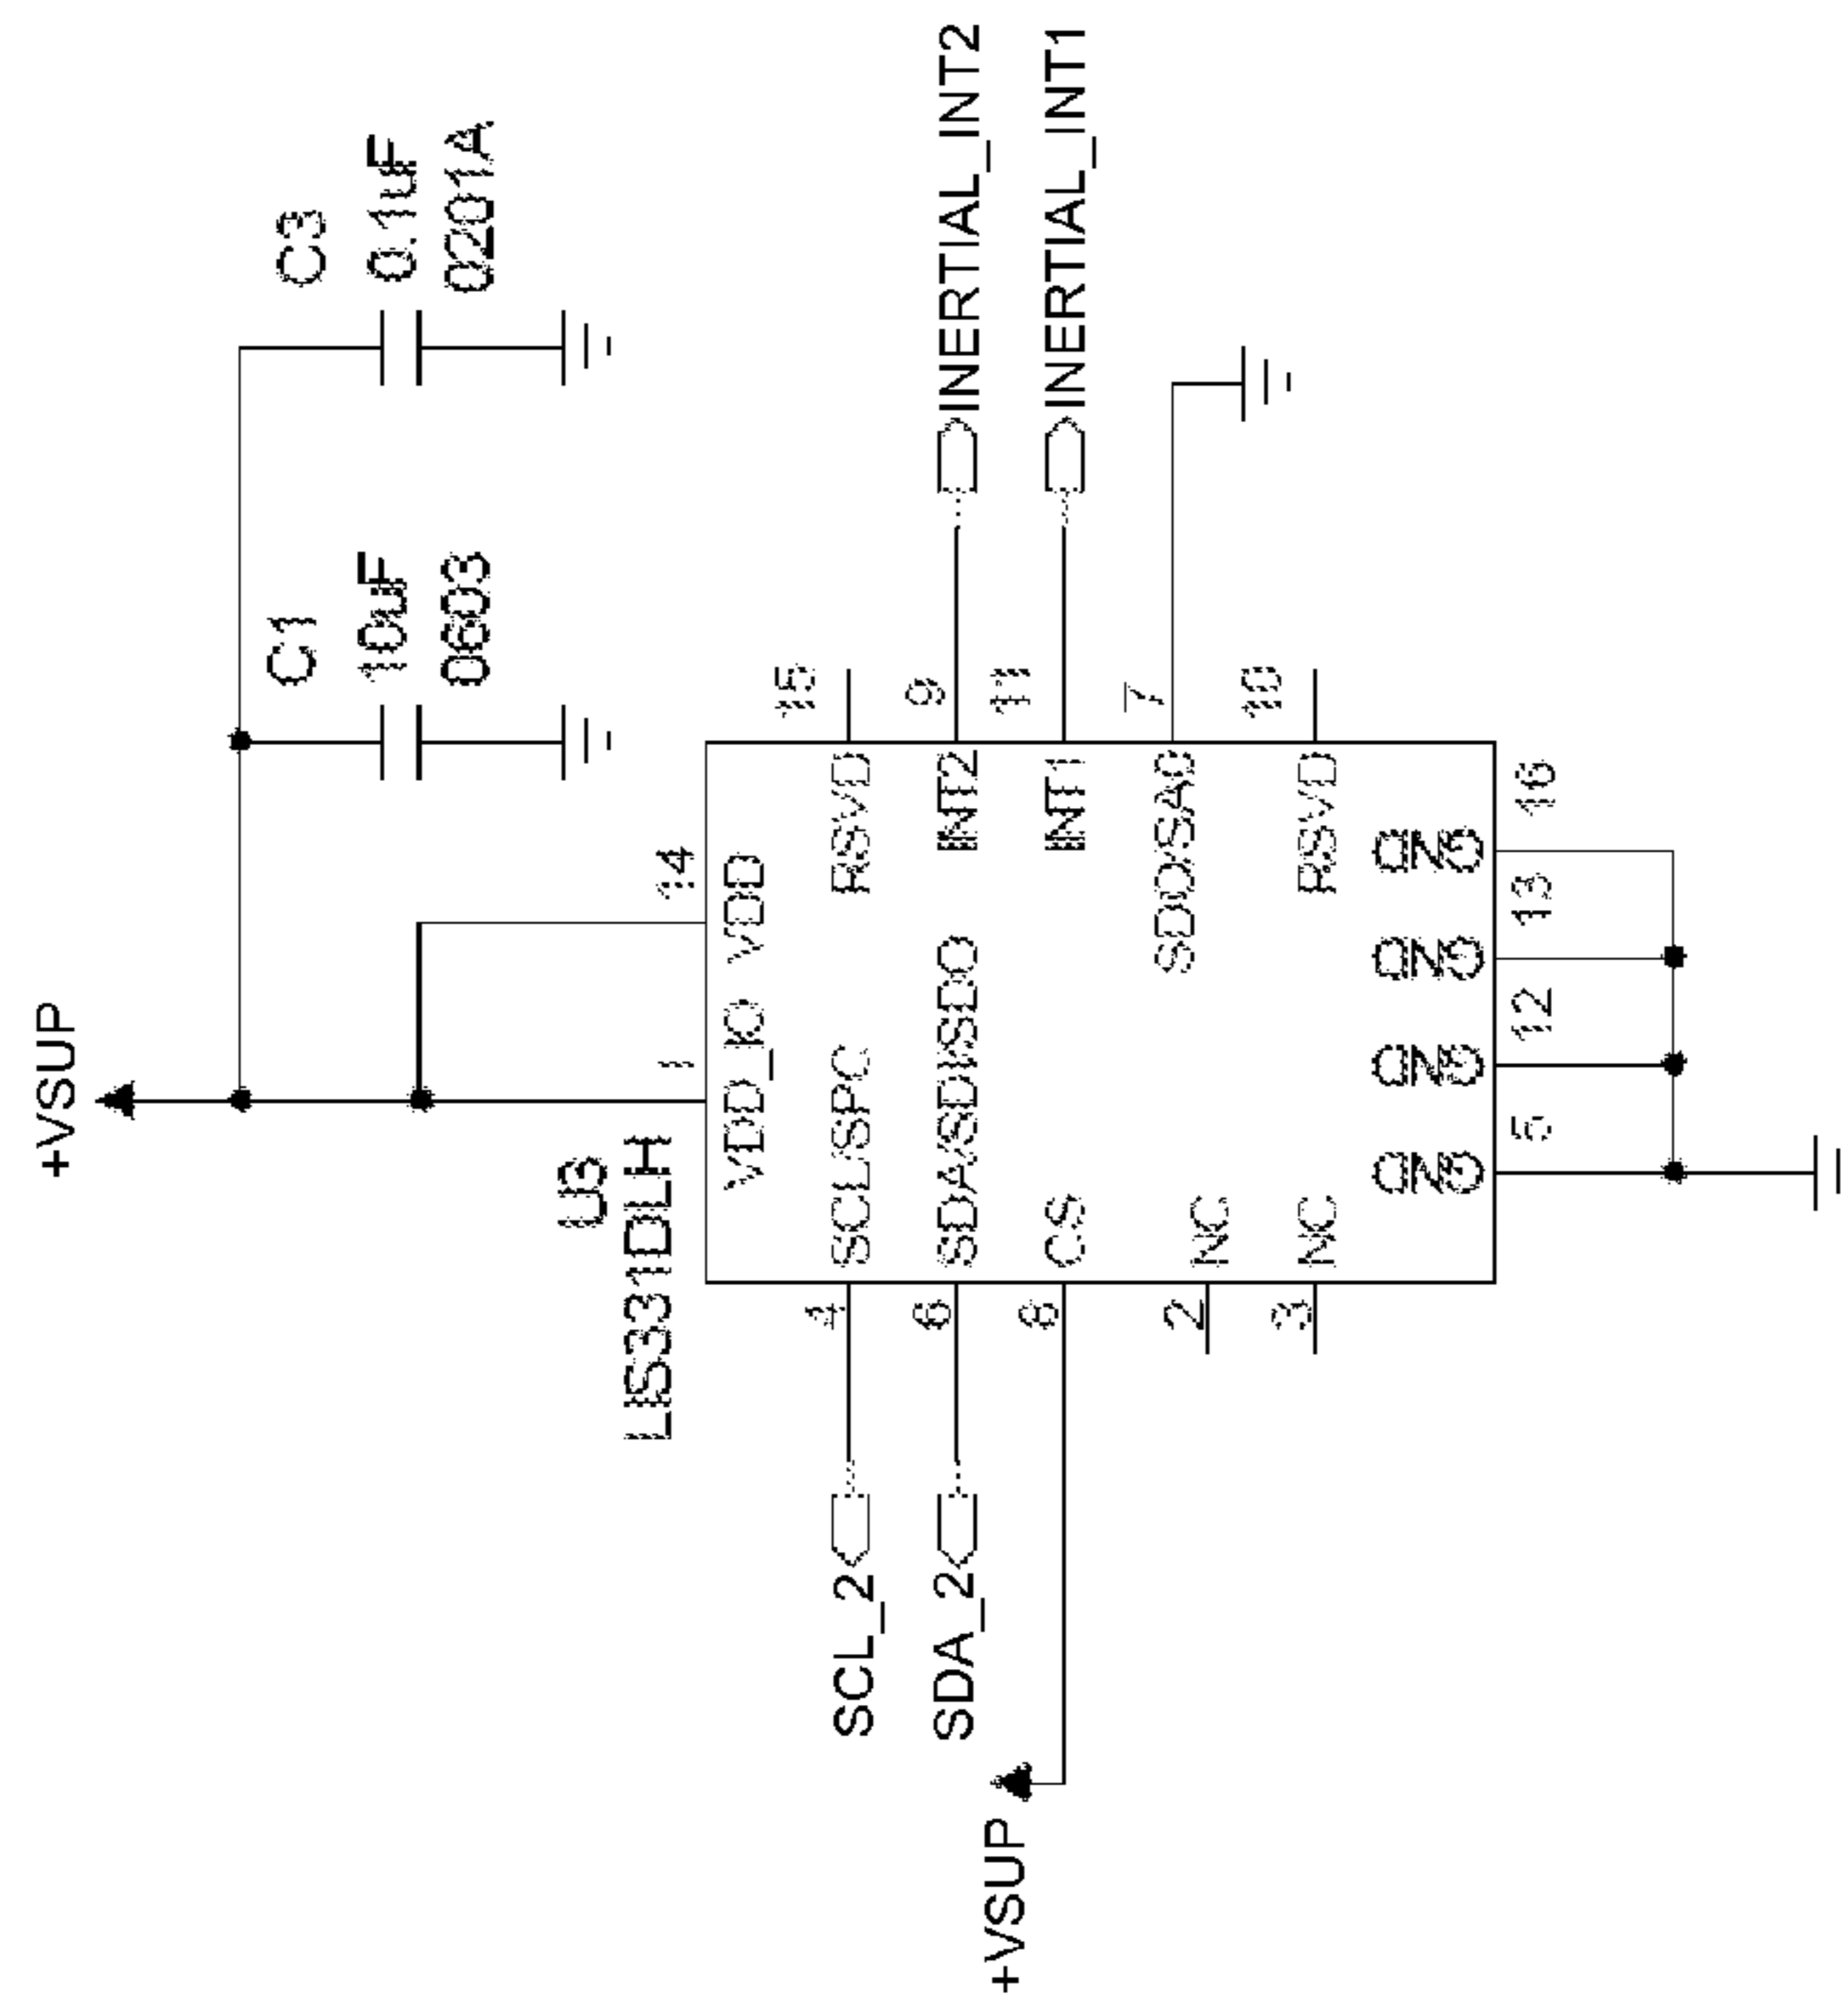 +VSUP
C1
10uF
0603
C3
0.1uF
0201A
U3
LIS331DLH
1
14
VDD_IO
VDD
SCL_2
4
SCL/SPC
RSVD
15
SDA_2
6
SDA/SDI/SDO
INT2
9
INERTIAL_INT2
+VSUP
8
CS
INT1
11
INERTIAL_INT1
SDO/SA0
7
2
NC
3
NC
RSVD
10
GND
GND
GND
GND
5
12
13
16